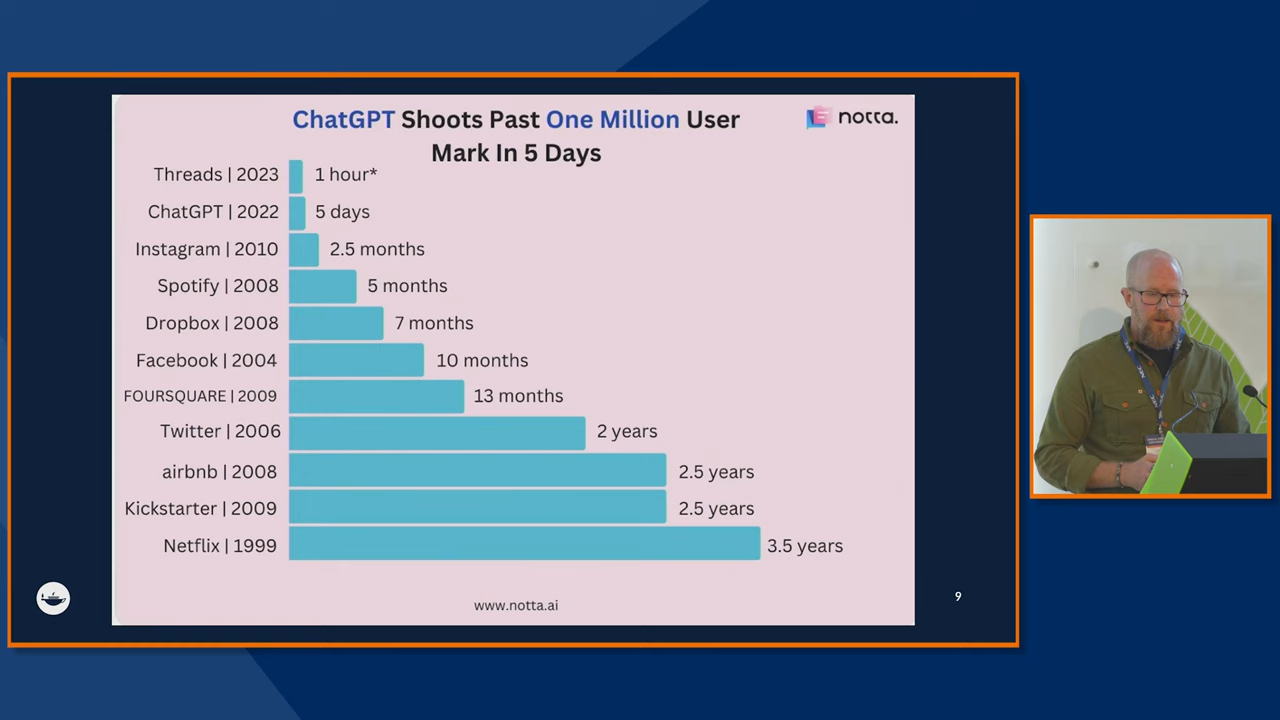 ChatGPT Shoots Past One Million User
Mark In 5 Days
notta.
Threads | 2023 1 hour*
ChatGPT | 2022 5 days
Instagram | 2010 2.5 months
Spotify | 2008 5 months
Dropbox | 2008 7 months
Facebook | 2004 10 months
FOURSQUARE | 2009 13 months
Twitter | 2006 2 years
airbnb | 2008 2.5 years
Kickstarter | 2009 2.5 years
Netflix | 1999 3.5 years
www.notta.ai
9